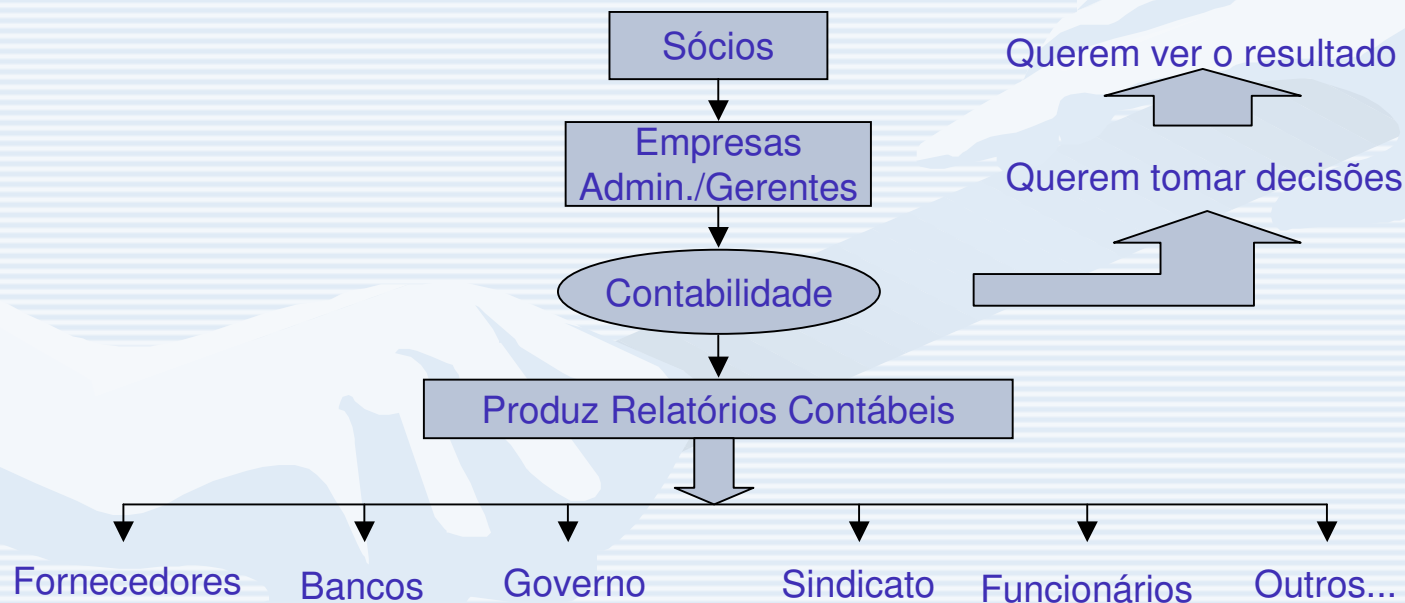 Sócios
Querem ver o resultado
Empresas
Admin./Gerentes
Querem tomar decisões
Contabilidade
Produz Relatórios Contábeis
Fornecedores
Bancos
Governo
Sindicato
Funcionários
Outros...